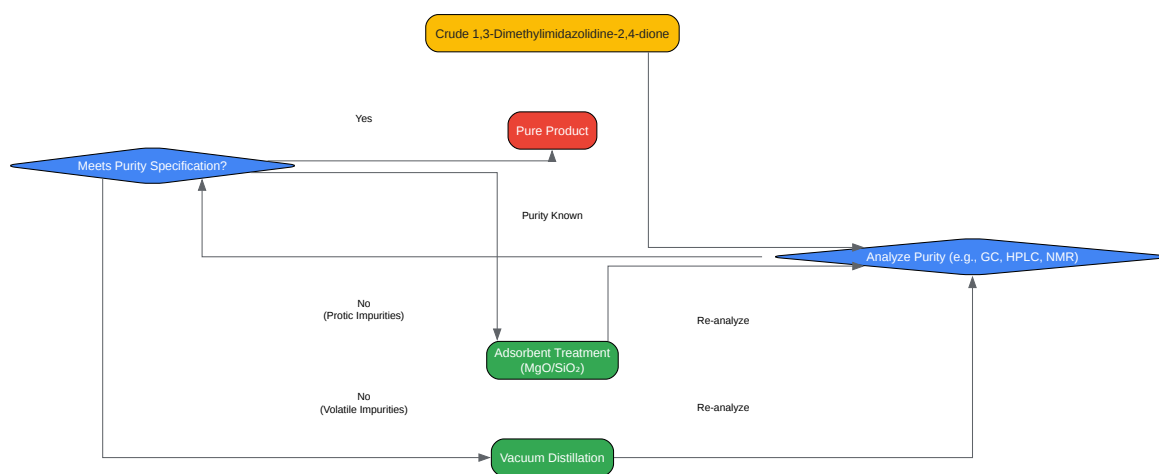 Crude 1,3-Dimethylimidazolidine-2,4-dione
Yes
Pure Product
Meets Purity Specification?
Purity Known
Analyze Purity (e.g., GC, HPLC, NMR)
No
(Protic Impurities)
Re-analyze
Adsorbent Treatment
(MgO/SiO₂)
No
(Volatile Impurities)
Re-analyze
Vacuum Distillation